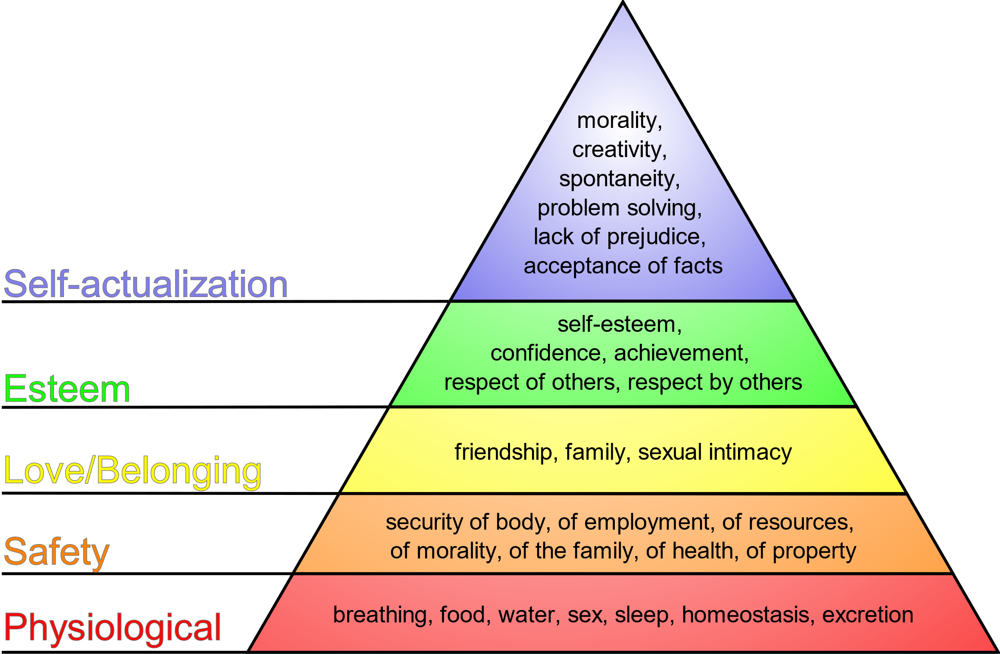 morality,
creativity,
spontaneity,
problem solving,
lack of prejudice,
acceptance of facts
Self-actualization
self-esteem,
confidence, achievement,
respect of others, respect by others
Esteem
friendship, family, sexual intimacy
Love/Belonging
security of body, of employment, of resources,
of morality, of the family, of health, of property
Safety
breathing, food, water, sex, sleep, homeostasis, excretion
Physiological